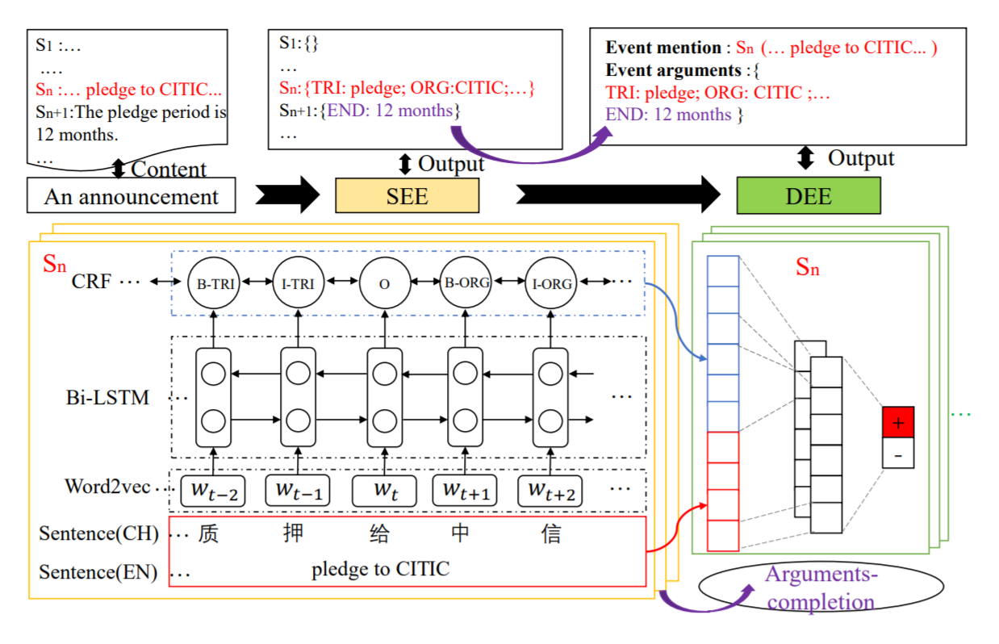 S1 :…
….
Sn :… pledge to CITIC...
Sn+1:The pledge period is
12 months.
…
Content
An announcement
S1:{}
…
Sn:{TRI: pledge; ORG:CITIC;…}
Sn+1:{END: 12 months}
…
Output
SEE
Event mention : Sn (… pledge to CITIC... )
Event arguments :{
TRI: pledge; ORG: CITIC ;…
END: 12 months }
Output
DEE
Sn
CRF … B-TRI I-TRI O B-ORG I-ORG …
Bi-LSTM … …
Word2vec … wt−2 wt−1 wt wt+1 wt+2 …
Sentence(CH) … 质 押 给 中 信
Sentence(EN) … pledge to CITIC
Sn
+
-
…
Arguments-
completion